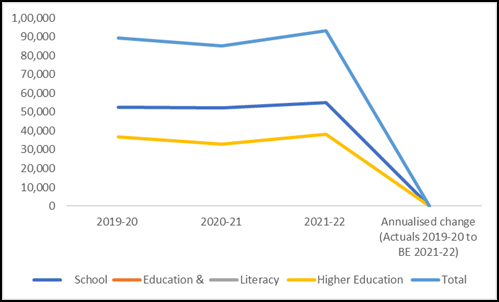 1,00,000
90,000
80,000
70,000
60,000
50,000
40,000
30,000
20,000
10,000
0
2019-20 2020-21 2021-22 Annualised change
(Actuals 2019-20 to
BE 2021-22)
School Education & Literacy Higher Education Total